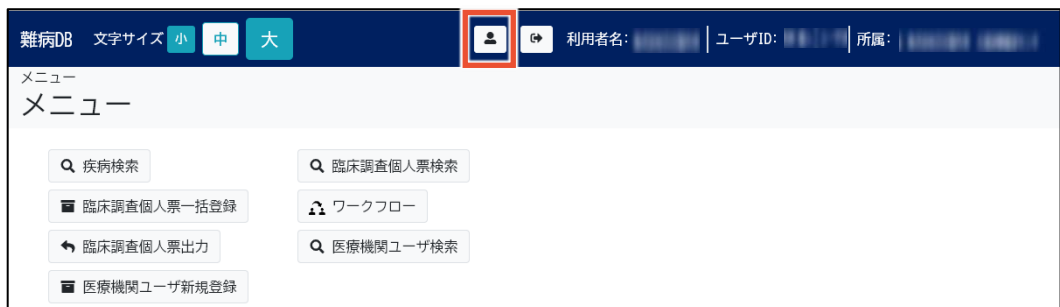 難病DB 文字サイズ 小 中 大 利用者名: ユーザID: 所属:
メニュー
メニュー
疾病検索 臨床調査個人票検索
臨床調査個人票一括登録 ワークフロー
臨床調査個人票出力 医療機関ユーザ検索
医療機関ユーザ新規登録